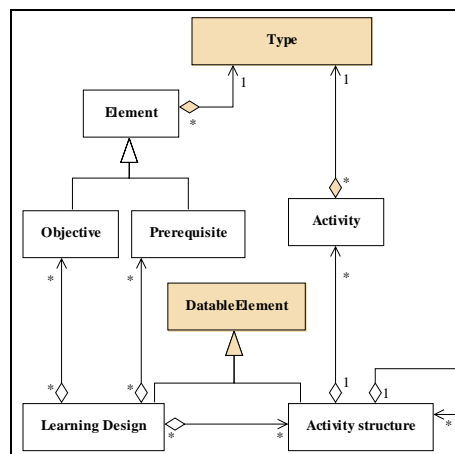 Type
1
1
Element
*
*
Objective
Prerequisite
Activity
*
*
*
DatableElement
*
*
1
1
Learning Design
*
*
Activity structure
*